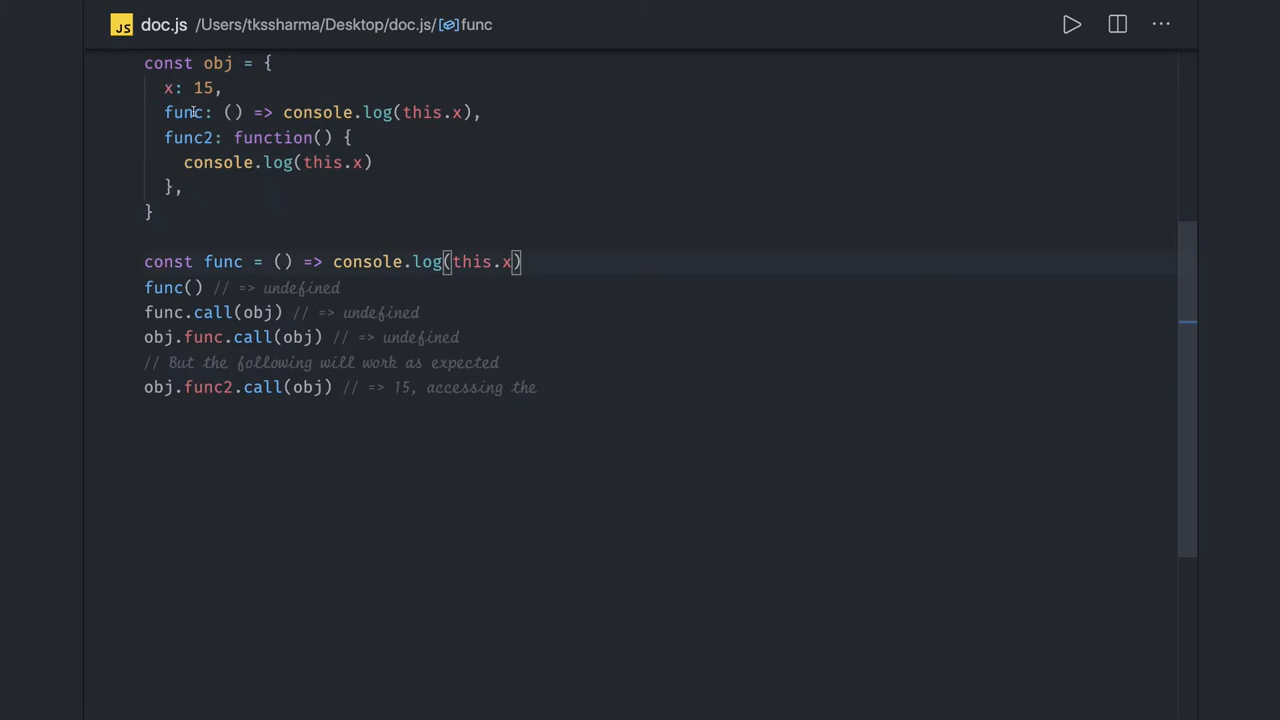 JS doc.js /Users/tkssharma/Desktop/doc.js/func
const obj = {
x: 15,
func: () => console.log(this.x),
func2: function() {
console.log(this.x)
},
}
const func = () => console.log(this.x)
func() // => undefined
func.call(obj) // => undefined
obj.func.call(obj) // => undefined
// But the following will work as expected
obj.func2.call(obj) // => 15, accessing the